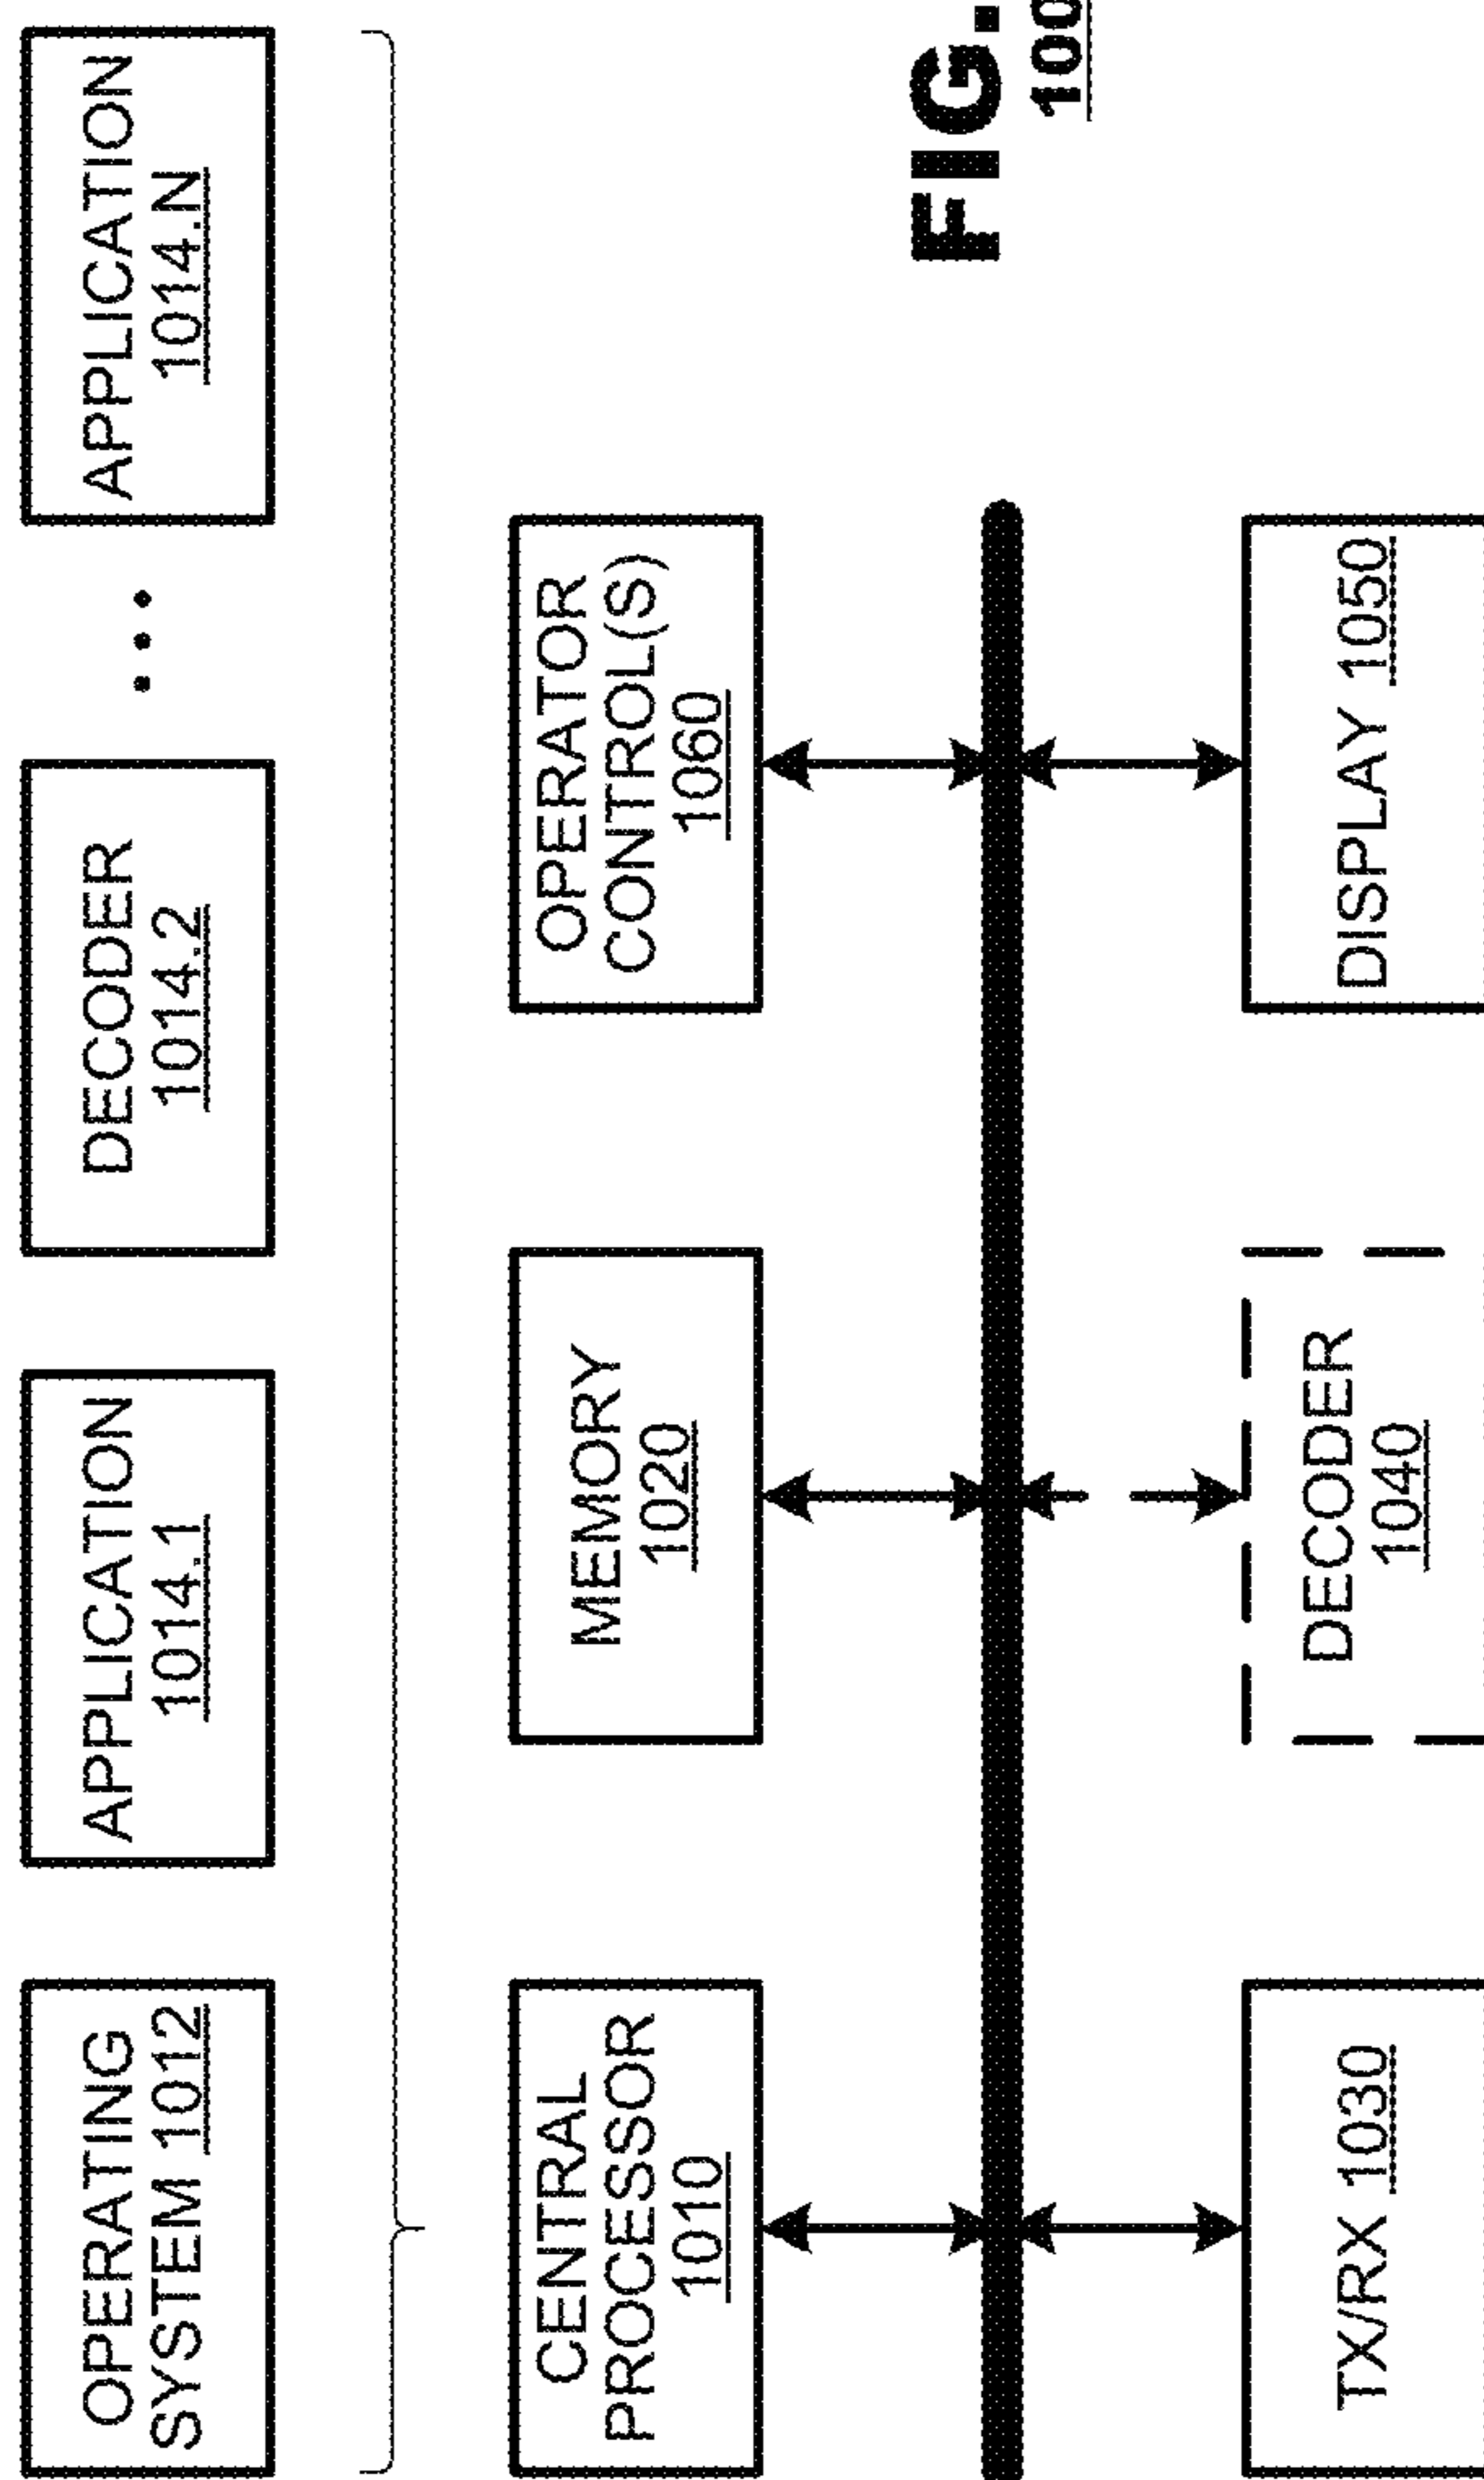 OPERATING
SYSTEM 1012
APPLICATION
1014.1
DECODER
1014.2
• • •
APPLICATION
1014.N
CENTRAL
PROCESSOR
1010
MEMORY
1020
OPERATOR
CONTROL(S)
1060
FIG.
TX/RX 1030
DECODER
1040
DISPLAY 1050